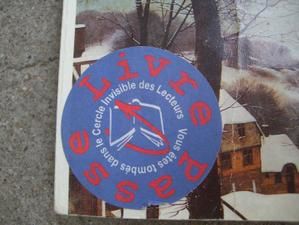 Livre passe
Vous êtes tombés dans le Cercle Invisible des Lecteurs